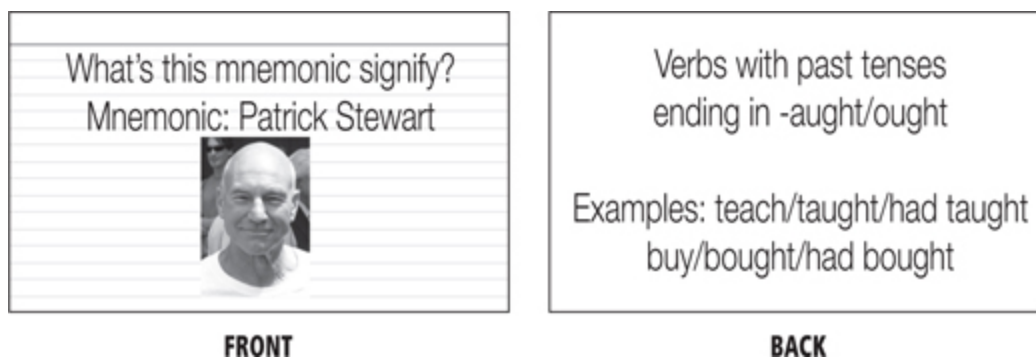 What's this mnemonic signify?
Mnemonic: Patrick Stewart
FRONT
Verbs with past tenses
ending in -aught/ought
Examples: teach/taught/had taught
buy/bought/had bought
BACK